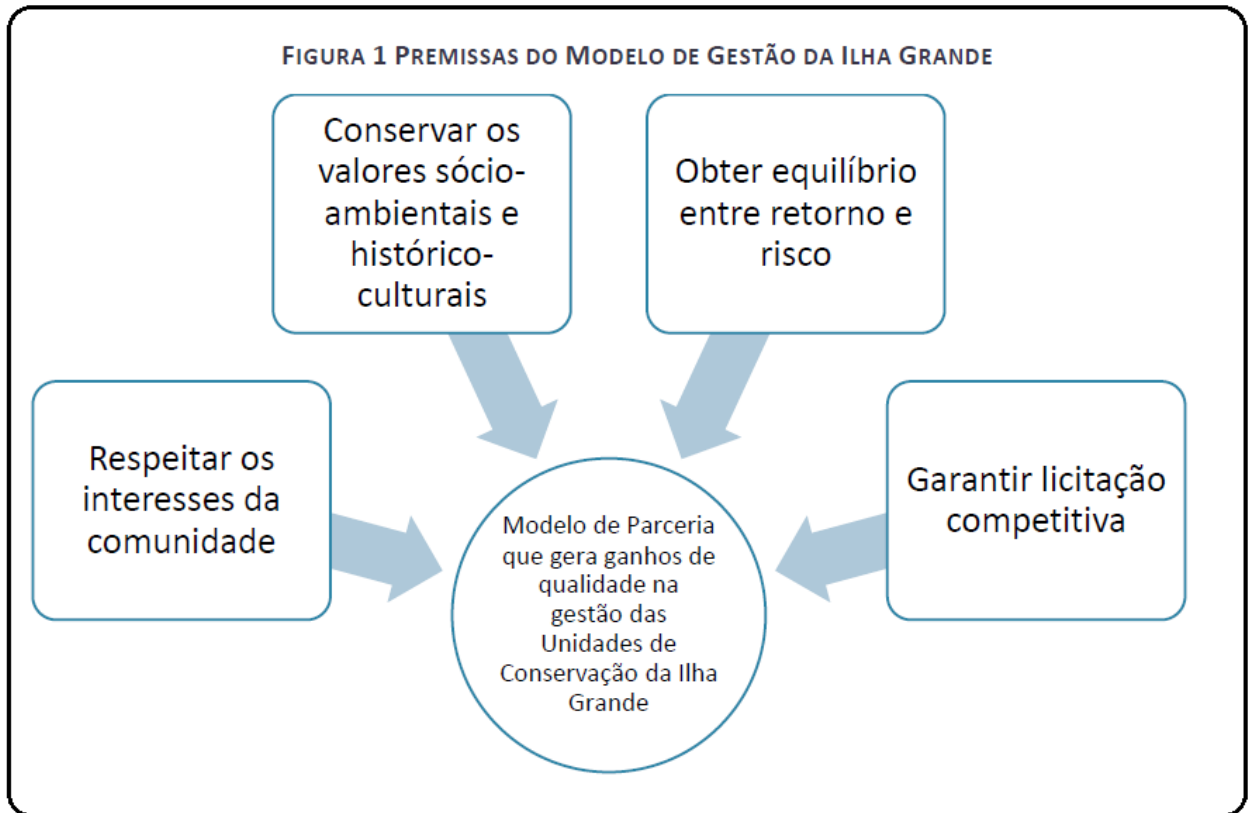 FIGURA 1 PREMISSAS DO MODELO DE GESTÃO DA ILHA GRANDE
Respeitar os
interesses da
comunidade
Conservar os
valores sócio-
ambientais e
histórico-
culturais
Obter equilíbrio
entre retorno e
risco
Garantir licitação
competitiva
Modelo de Parceria
que gera ganhos de
qualidade na
gestão das
Unidades de
Conservação da Ilha
Grande